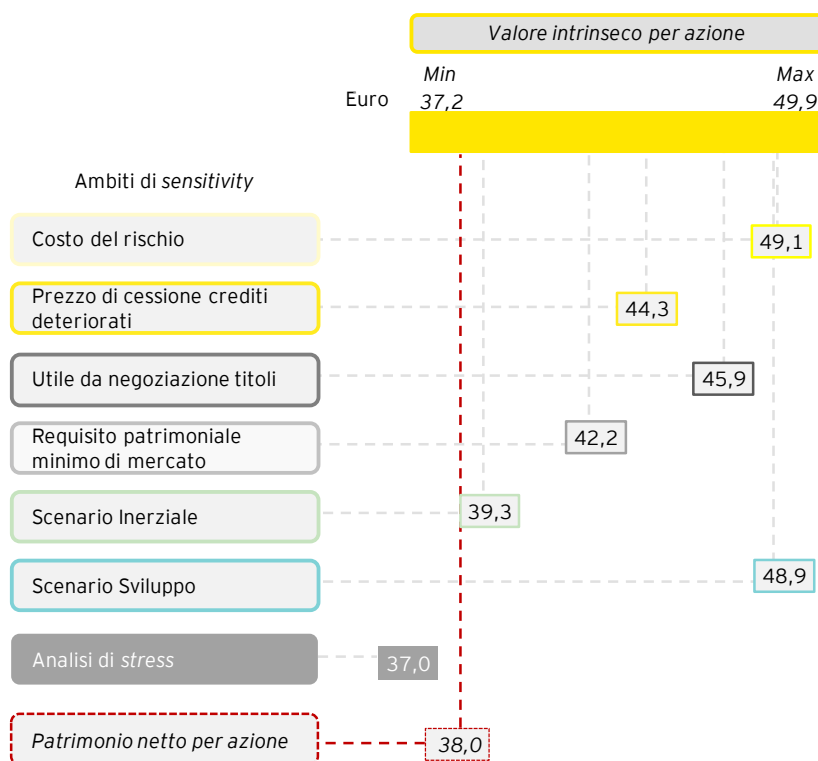 Valore intrinseco per azione
Min
Max
Euro
37,2
49,9
Ambiti di sensitivity
Costo del rischio
49,1
Prezzo di cessione crediti
deteriorati
44,3
Utile da negoziazione titoli
45,9
Requisito patrimoniale
minimo di mercato
42,2
Scenario Inerziale
39,3
Scenario Sviluppo
48,9
Analisi di stress
37,0
Patrimonio netto per azione
38,0